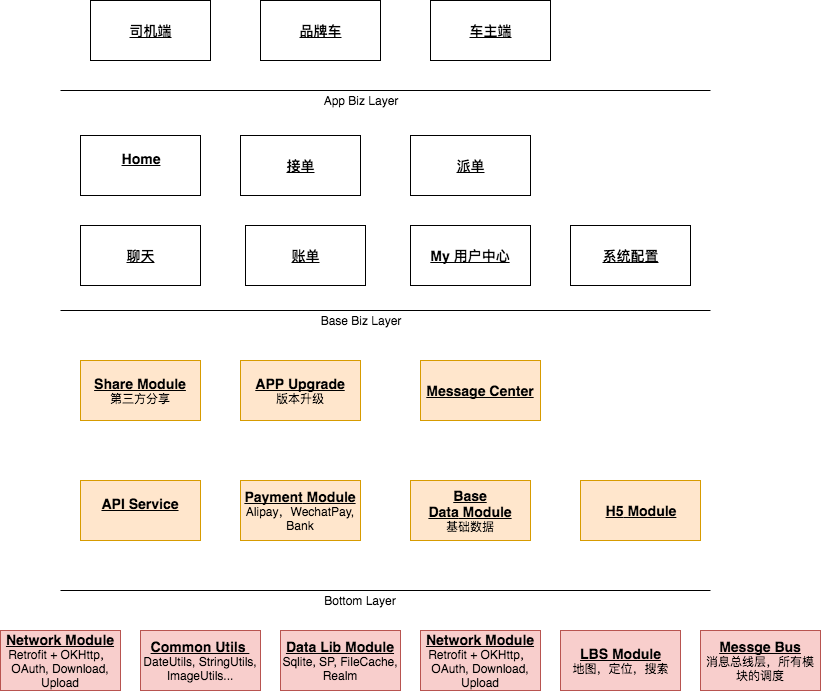 司机端
品牌车
车主端
App Biz Layer
Home
接单
派单
聊天
账单
My 用户中心
系统配置
Base Biz Layer
Share Module
第三方分享
APP Upgrade
版本升级
Message Center
API Service
Payment Module
Alipay，WechatPay,
Bank
Base
Data Module
基础数据
H5 Module
Bottom Layer
Network Module
Retrofit + OKHttp,
OAuth, Download,
Upload
Common Utils
DateUtils, StringUtils,
ImageUtils...
Data Lib Module
Sqlite, SP, FileCache,
Realm
Network Module
Retrofit + OKHttp,
OAuth, Download,
Upload
LBS Module
地图，定位，搜索
Messge Bus
消息总线层，所有模
块的调度